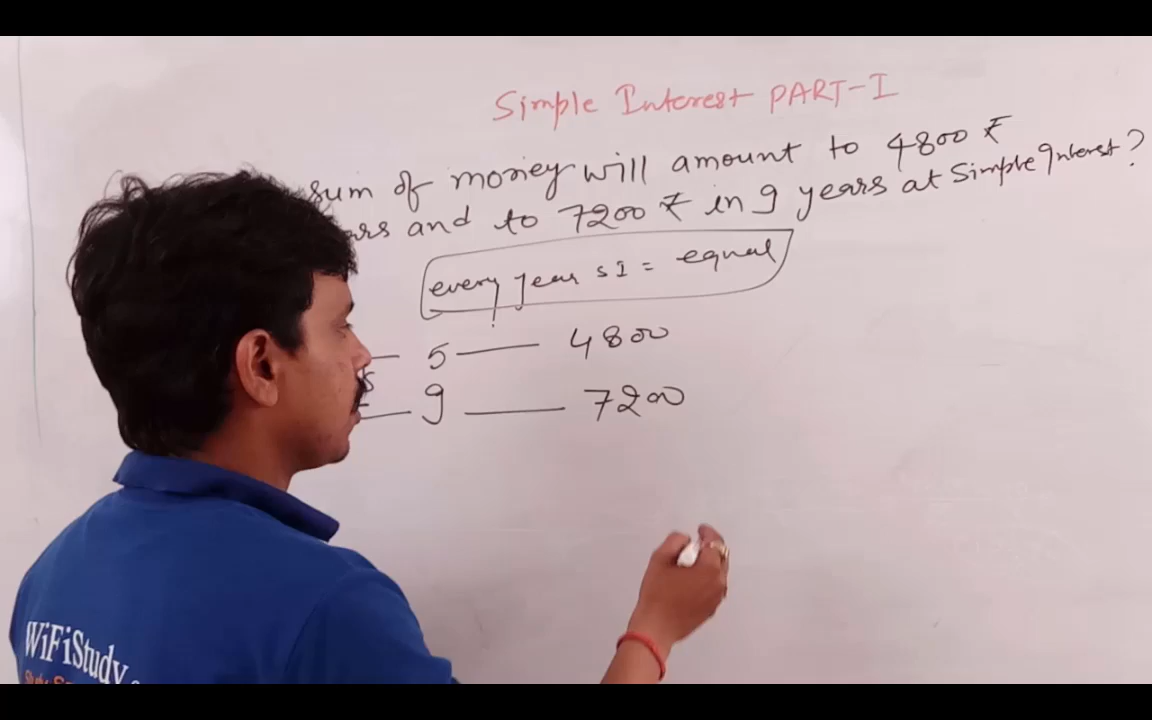 Simple Interest PART-I
sum of money will amount to 4800 ₹
and to 7200 ₹ in 9 years at Simple Interest?
every year SI = equal
5 — 4800
9 — 7200
WiFiStudy